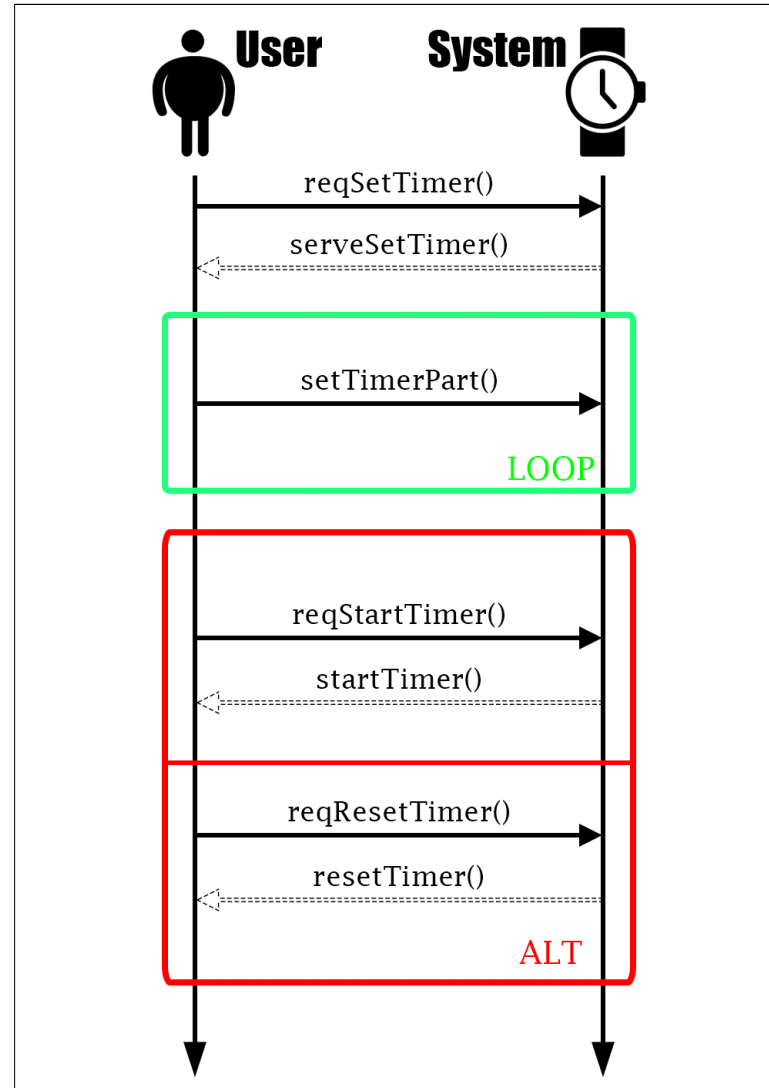 User
System
reqSetTimer()
serveSetTimer()
setTimerPart()
LOOP
reqStartTimer()
startTimer()
reqResetTimer()
resetTimer()
ALT